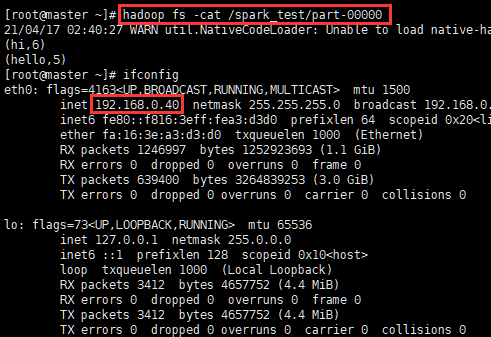 [root@master ~]# hadoop fs -cat /spark_test/part-00000
21/04/17 02:40:27 WARN util.NativeCodeLoader: Unable to load native-ha
(hi,6)
(hello,5)
[root@master ~]# ifconfig
eth0: flags=4163<UP,BROADCAST,RUNNING,MULTICAST>  mtu 1500
        inet 192.168.0.40  netmask 255.255.255.0  broadcast 192.168.0.
        inet6 fe80::f816:3eff:fea3:d3d0  prefixlen 64  scopeid 0x20<li
        ether fa:16:3e:a3:d3:d0  txqueuelen 1000  (Ethernet)
        RX packets 1246997  bytes 1252923693 (1.1 GiB)
        RX errors 0  dropped 0  overruns 0  frame 0
        TX packets 639400  bytes 3264839253 (3.0 GiB)
        TX errors 0  dropped 0 overruns 0  carrier 0  collisions 0

lo: flags=73<UP,LOOPBACK,RUNNING>  mtu 65536
        inet 127.0.0.1  netmask 255.0.0.0
        inet6 ::1  prefixlen 128  scopeid 0x10<host>
        loop  txqueuelen 1000  (Local Loopback)
        RX packets 3412  bytes 4657752 (4.4 MiB)
        RX errors 0  dropped 0  overruns 0  frame 0
        TX packets 3412  bytes 4657752 (4.4 MiB)
        TX errors 0  dropped 0 overruns 0  carrier 0  collisions 0